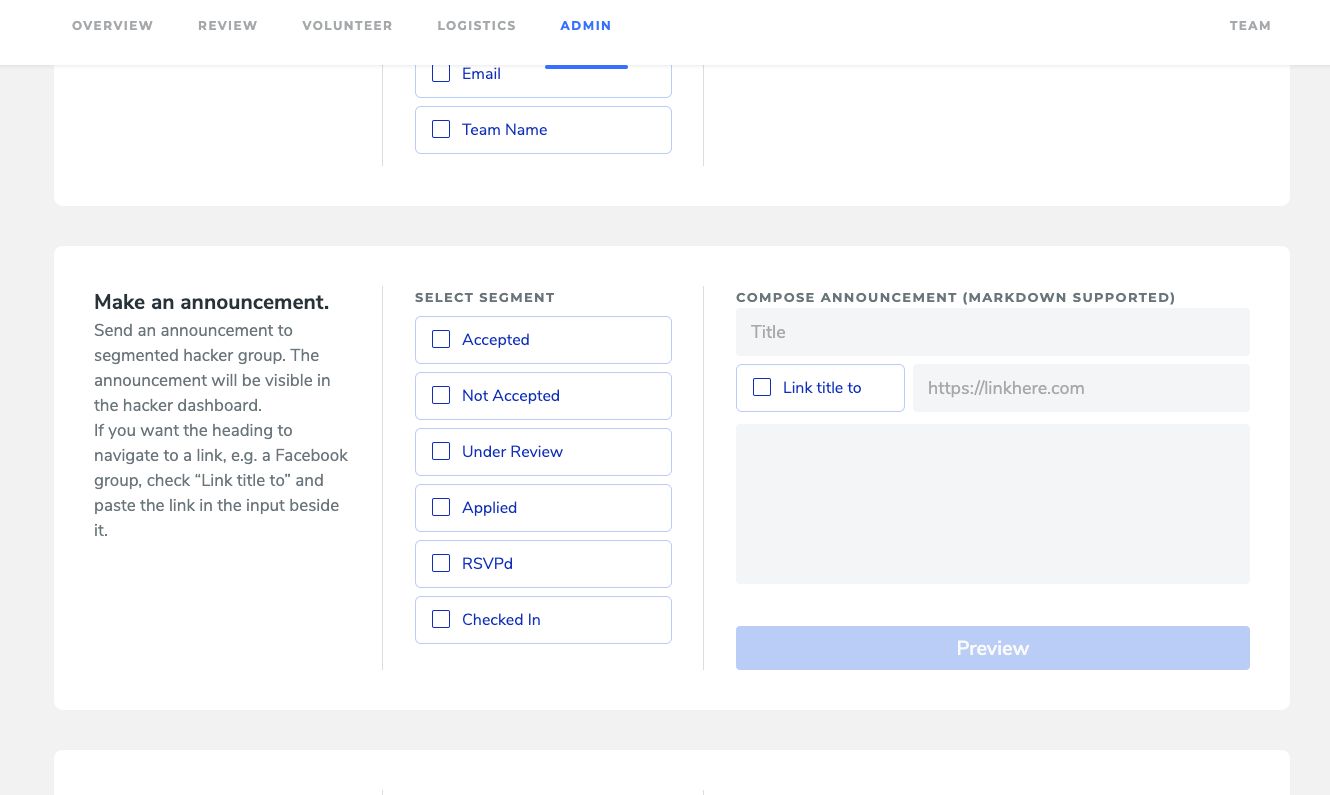 OVERVIEW REVIEW VOLUNTEER LOGISTICS ADMIN TEAM
Email
Team Name
Make an announcement.
Send an announcement to
segmented hacker group. The
announcement will be visible in
the hacker dashboard.
If you want the heading to
navigate to a link, e.g. a Facebook
group, check “Link title to” and
paste the link in the input beside
it.
SELECT SEGMENT
Accepted
Not Accepted
Under Review
Applied
RSVPd
Checked In
COMPOSE ANNOUNCEMENT (MARKDOWN SUPPORTED)
Title
Link title to https://linkhere.com
Preview